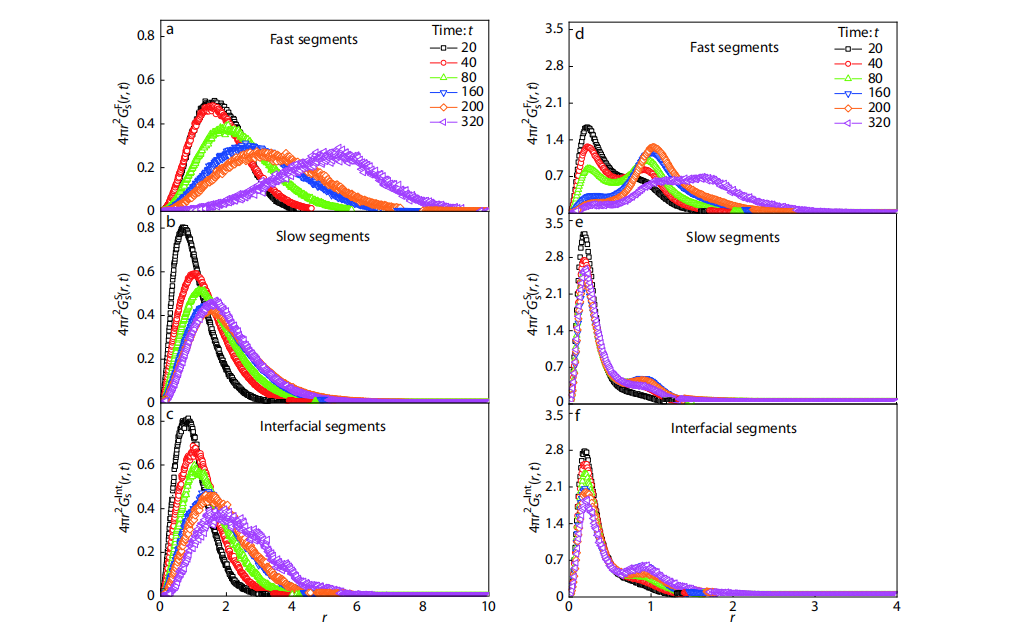 a
Fast segments
Time: t
20
40
80
160
200
320
0.8
0.6
0.4
0.2
0
4πr²G_s^F(r, t)
b
Slow segments
0.8
0.6
0.4
0.2
0
4πr²G_s^S(r, t)
c
Interfacial segments
0.8
0.6
0.4
0.2
0
4πr²G_s^Int(r, t)
0 2 4 6 8 10
r
d
Fast segments
Time: t
20
40
80
160
200
320
3.5
2.8
2.1
1.4
0.7
0
4πr²G_s^F(r, t)
e
Slow segments
3.5
2.8
2.1
1.4
0.7
0
4πr²G_s^S(r, t)
f
Interfacial segments
3.5
2.8
2.1
1.4
0.7
0
4πr²G_s^Int(r, t)
0 1 2 3 4
r